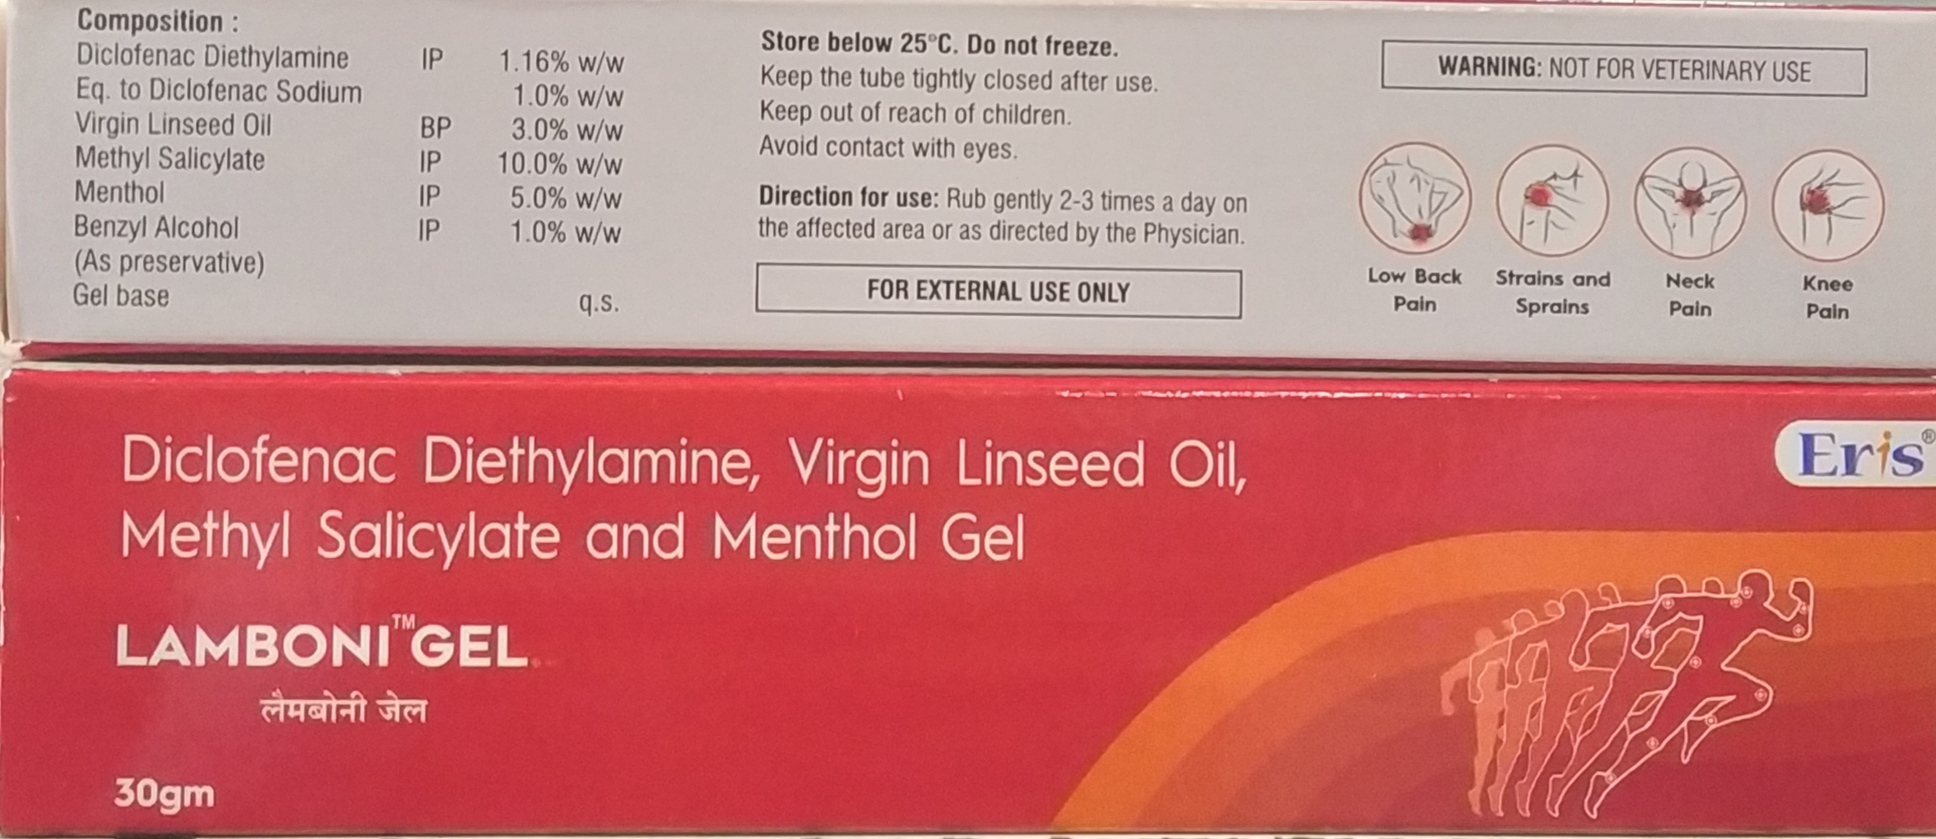 Composition :
Diclofenac Diethylamine IP 1.16% w/w
Eq. to Diclofenac Sodium 1.0% w/w
Virgin Linseed Oil BP 3.0% w/w
Methyl Salicylate IP 10.0% w/w
Menthol IP 5.0% w/w
Benzyl Alcohol IP 1.0% w/w
(As preservative)
Gel base q.s.
Store below 25°C. Do not freeze.
Keep the tube tightly closed after use.
Keep out of reach of children.
Avoid contact with eyes.
Direction for use: Rub gently 2-3 times a day on
the affected area or as directed by the Physician.
FOR EXTERNAL USE ONLY
WARNING: NOT FOR VETERINARY USE
Low Back
Pain
Strains and
Sprains
Neck
Pain
Knee
Pain
Diclofenac Diethylamine, Virgin Linseed Oil,
Methyl Salicylate and Menthol Gel
Eris®
LAMBONI™ GEL
लैमबोनी जेल
30gm